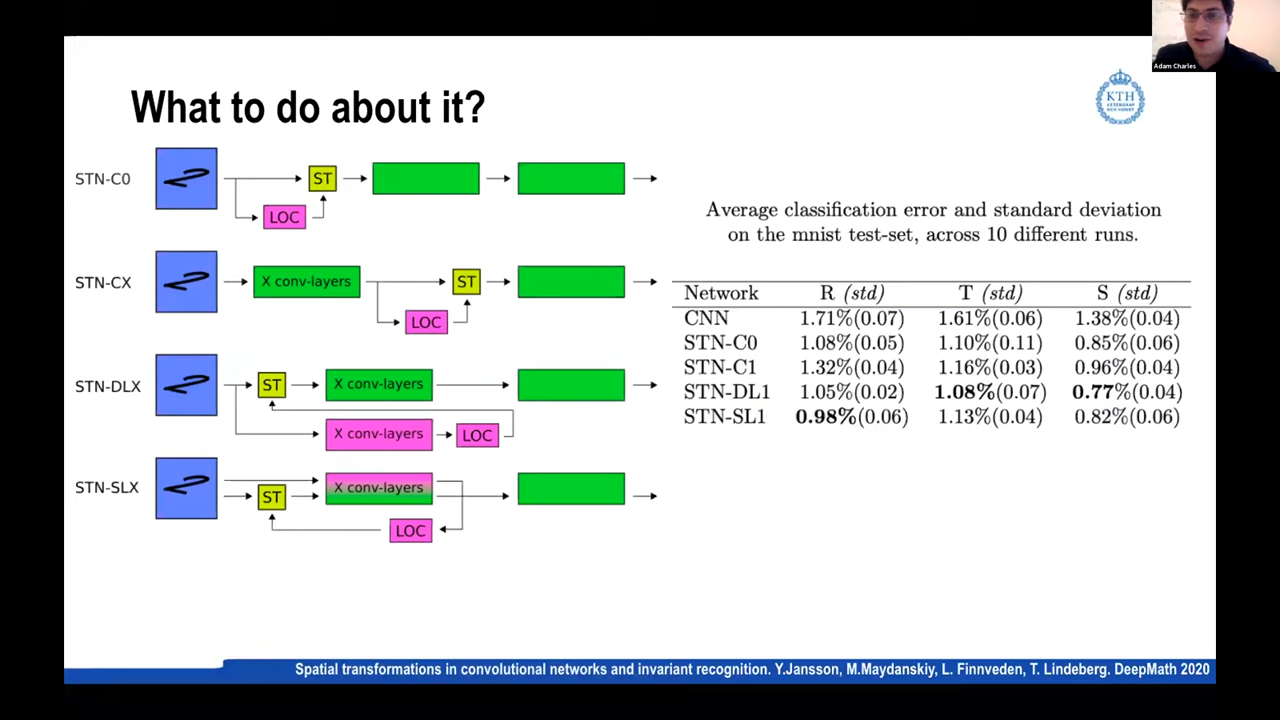 Adam Charles
What to do about it?
KTH
VETENSKAP
OCH KONST
STN-C0
ST
LOC
STN-CX
X conv-layers
ST
LOC
STN-DLX
ST
X conv-layers
X conv-layers
LOC
STN-SLX
ST
X conv-layers
LOC
Average classification error and standard deviation
on the mnist test-set, across 10 different runs.
Network R (std) T (std) S (std)
CNN 1.71%(0.07) 1.61%(0.06) 1.38%(0.04)
STN-C0 1.08%(0.05) 1.10%(0.11) 0.85%(0.06)
STN-C1 1.32%(0.04) 1.16%(0.03) 0.96%(0.04)
STN-DL1 1.05%(0.02) 1.08%(0.07) 0.77%(0.04)
STN-SL1 0.98%(0.06) 1.13%(0.04) 0.82%(0.06)
Spatial transformations in convolutional networks and invariant recognition. Y.Jansson, M.Maydanskiy, L. Finnveden, T. Lindeberg. DeepMath 2020